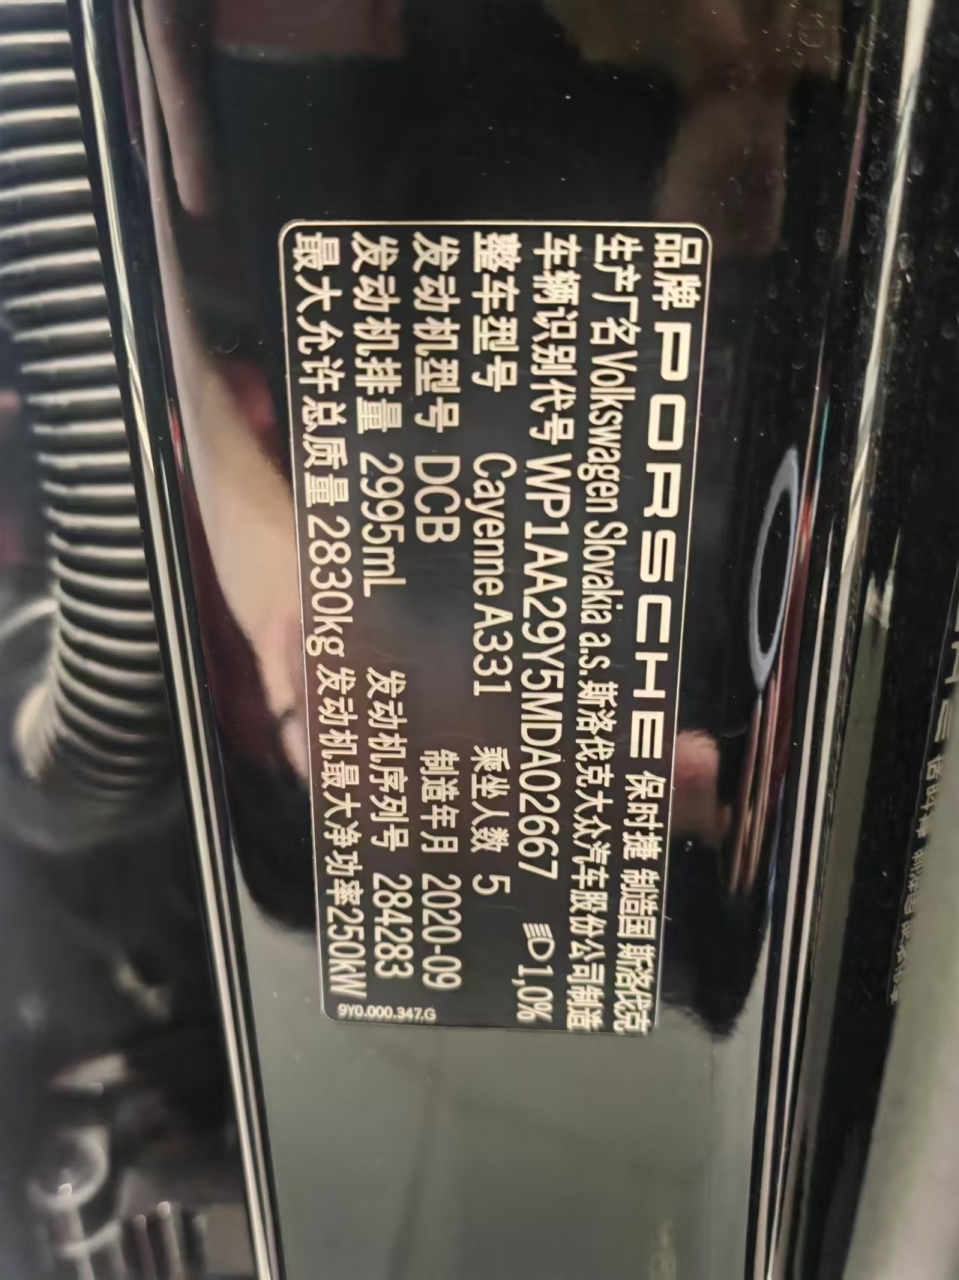 品牌 PORSCHE 保时捷 制造国 斯洛伐克
生产厂名 Volkswagen Slovakia a.s. 斯洛伐克大众汽车股份公司制造
车辆识别代号 WP1AA29Y5MDA02667 1,0%
整车型号 Cayenne A331 乘坐人数 5
发动机型号 DCB 制造年月 2020-09
发动机排量 2995mL 发动机序列号 284283
最大允许总质量 2830kg 发动机最大净功率250kW
9Y0.000.347.G